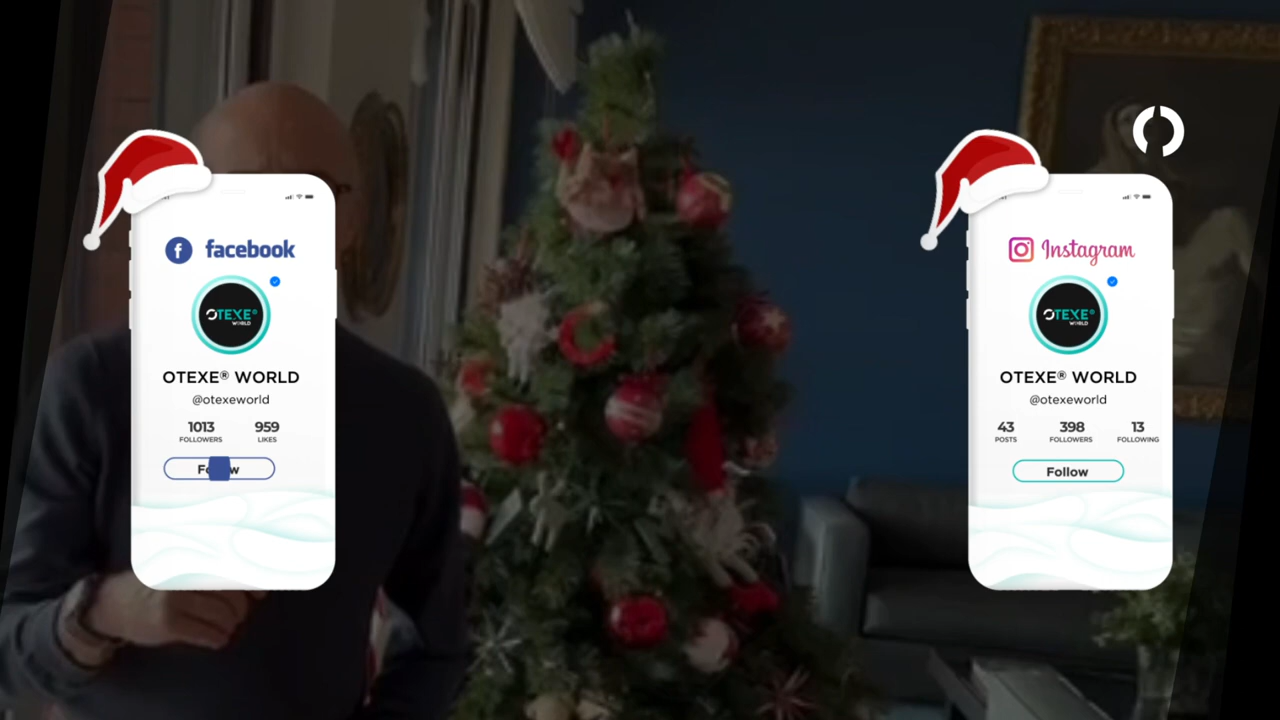 facebook
OTEXE®
WORLD
OTEXE® WORLD
@otexeworld
1013 959
FOLLOWERS LIKES
Instagram
OTEXE®
WORLD
OTEXE® WORLD
@otexeworld
43 398 13
POSTS FOLLOWERS FOLLOWING
Follow